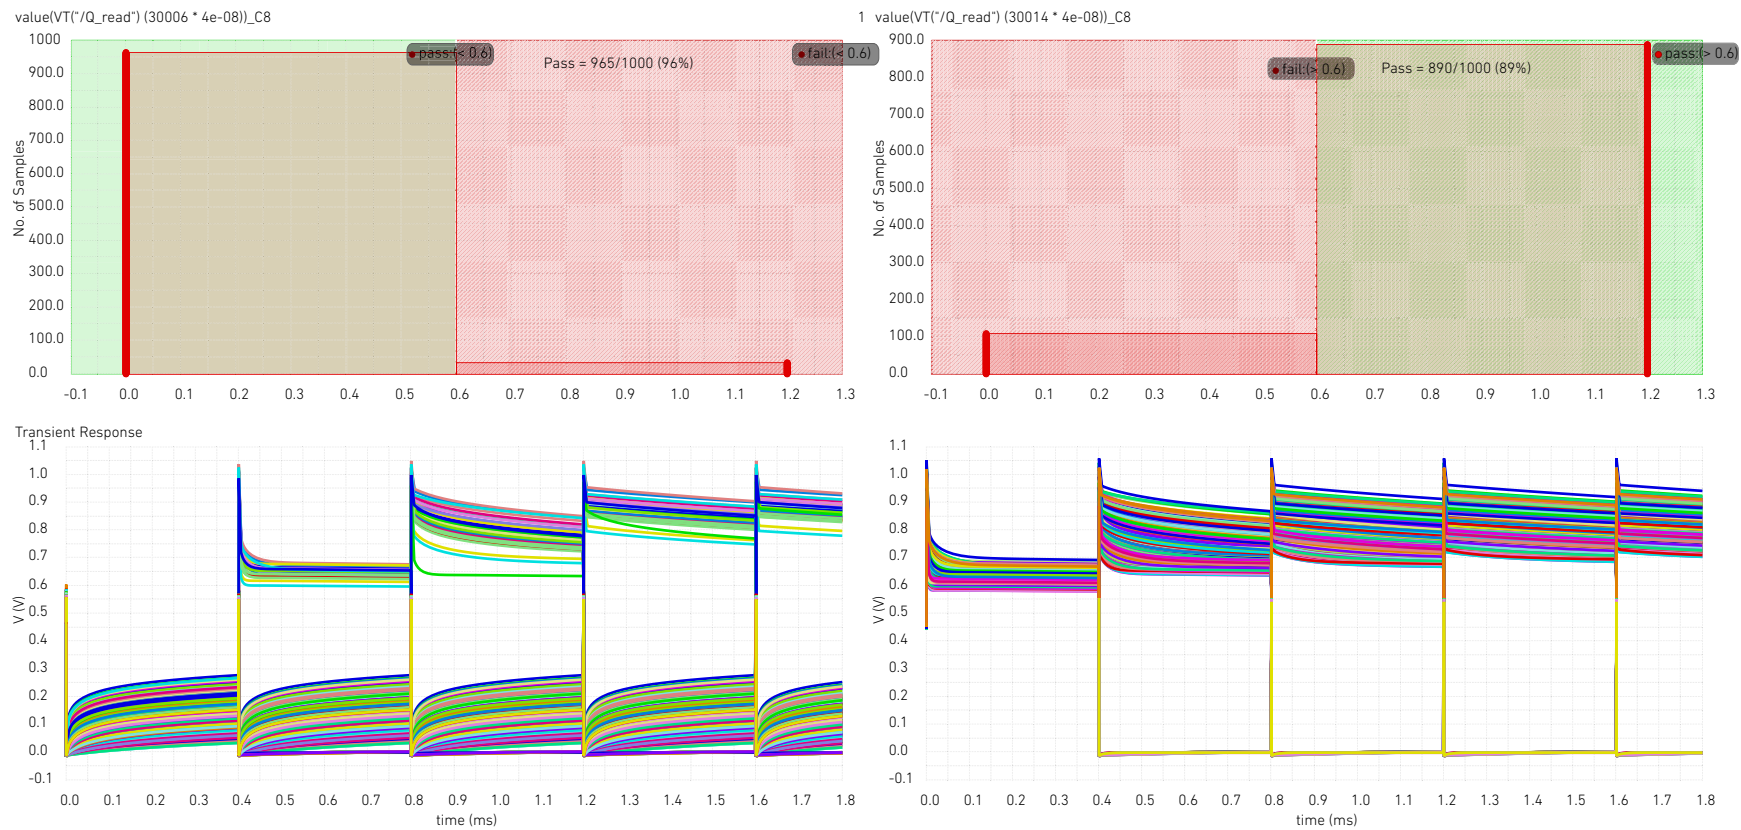 value(VT("/Q_read") (30006 * 4e-08))_C8
1 value(VT("/Q_read") (30014 * 4e-08))_C8
1000
900.0
800.0
700.0
600.0
500.0
400.0
300.0
200.0
100.0
0.0
No. of Samples
pass:(< 0.6)
Pass = 965/1000 (96%)
fail:(< 0.6)
-0.1 0.0 0.1 0.2 0.3 0.4 0.5 0.6 0.7 0.8 0.9 1.0 1.1 1.2 1.3
900.0
800.0
700.0
600.0
500.0
400.0
300.0
200.0
100.0
0.0
No. of Samples
fail:(> 0.6)
Pass = 890/1000 (89%)
pass:(> 0.6)
-0.1 0.0 0.1 0.2 0.3 0.4 0.5 0.6 0.7 0.8 0.9 1.0 1.1 1.2 1.3
Transient Response
1.1
1.0
0.9
0.8
0.7
0.6
0.5
0.4
0.3
0.2
0.1
0.0
-0.1
V (V)
0.0 0.1 0.2 0.3 0.4 0.5 0.6 0.7 0.8 0.9 1.0 1.1 1.2 1.3 1.4 1.5 1.6 1.7 1.8
time (ms)
1.1
1.0
0.9
0.8
0.7
0.6
0.5
0.4
0.3
0.2
0.1
0.0
-0.1
V (V)
0.0 0.1 0.2 0.3 0.4 0.5 0.6 0.7 0.8 0.9 1.0 1.1 1.2 1.3 1.4 1.5 1.6 1.7 1.8
time (ms)